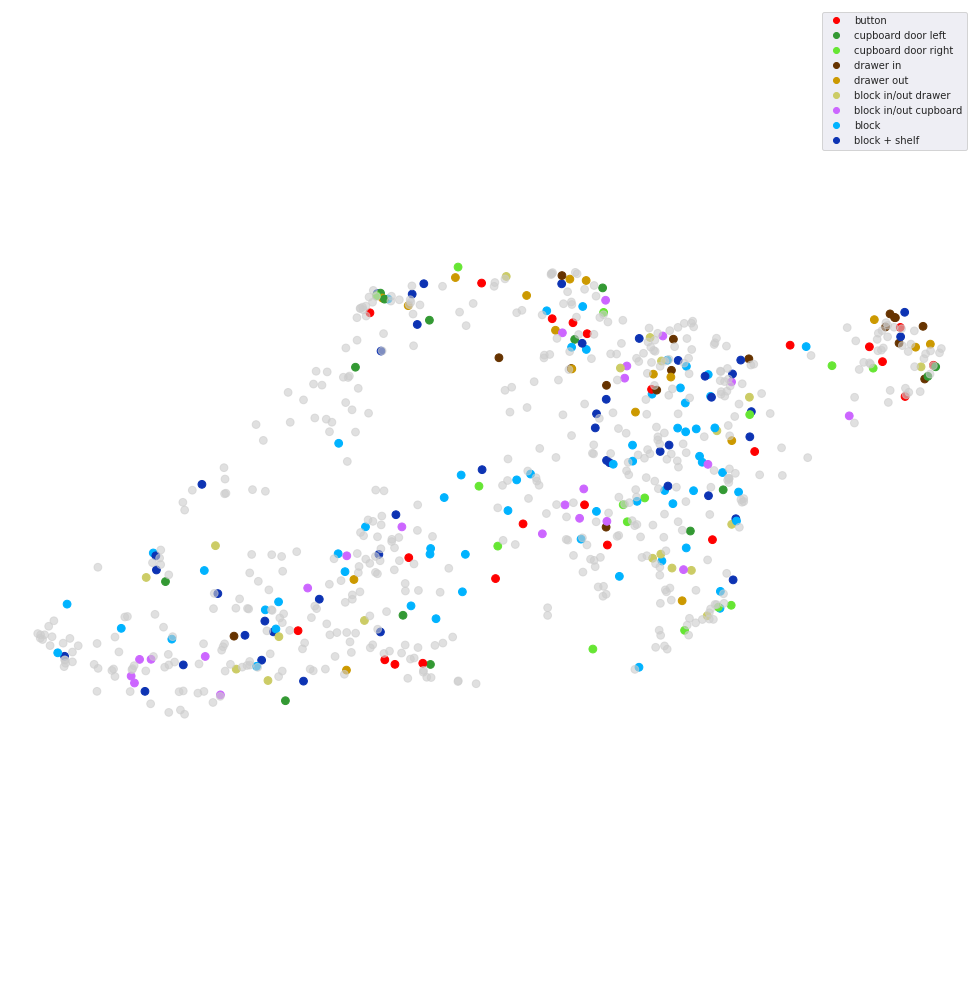 button
cupboard door left
cupboard door right
drawer in
drawer out
block in/out drawer
block in/out cupboard
block
block + shelf